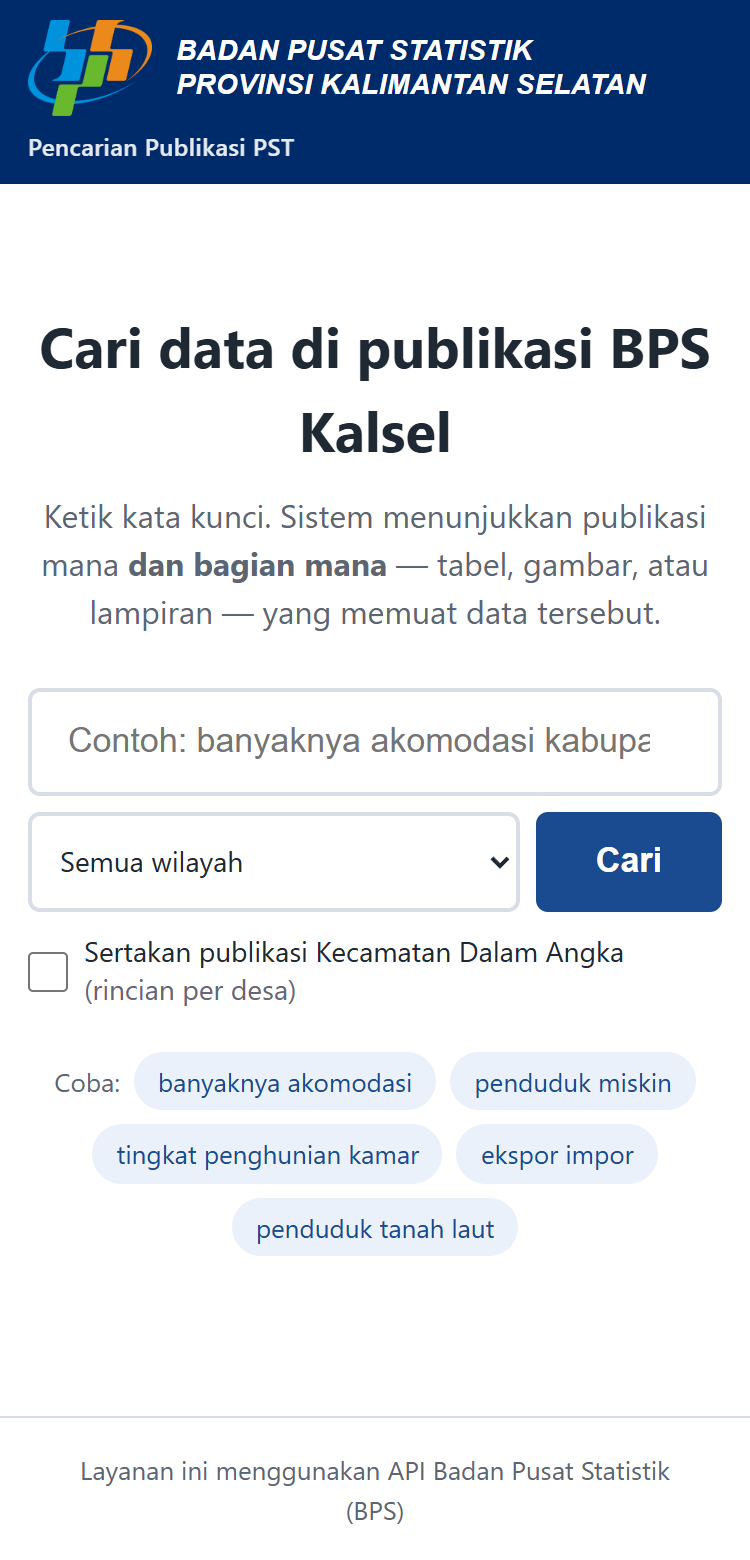 BADAN PUSAT STATISTIK
PROVINSI KALIMANTAN SELATAN
Pencarian Publikasi PST
Cari data di publikasi BPS
Kalsel
Ketik kata kunci. Sistem menunjukkan publikasi
mana dan bagian mana — tabel, gambar, atau
lampiran — yang memuat data tersebut.
Contoh: banyaknya akomodasi kabupa
Semua wilayah
Cari
Sertakan publikasi Kecamatan Dalam Angka
(rincian per desa)
Coba: banyaknya akomodasi penduduk miskin
tingkat penghunian kamar ekspor impor
penduduk tanah laut
Layanan ini menggunakan API Badan Pusat Statistik
(BPS)